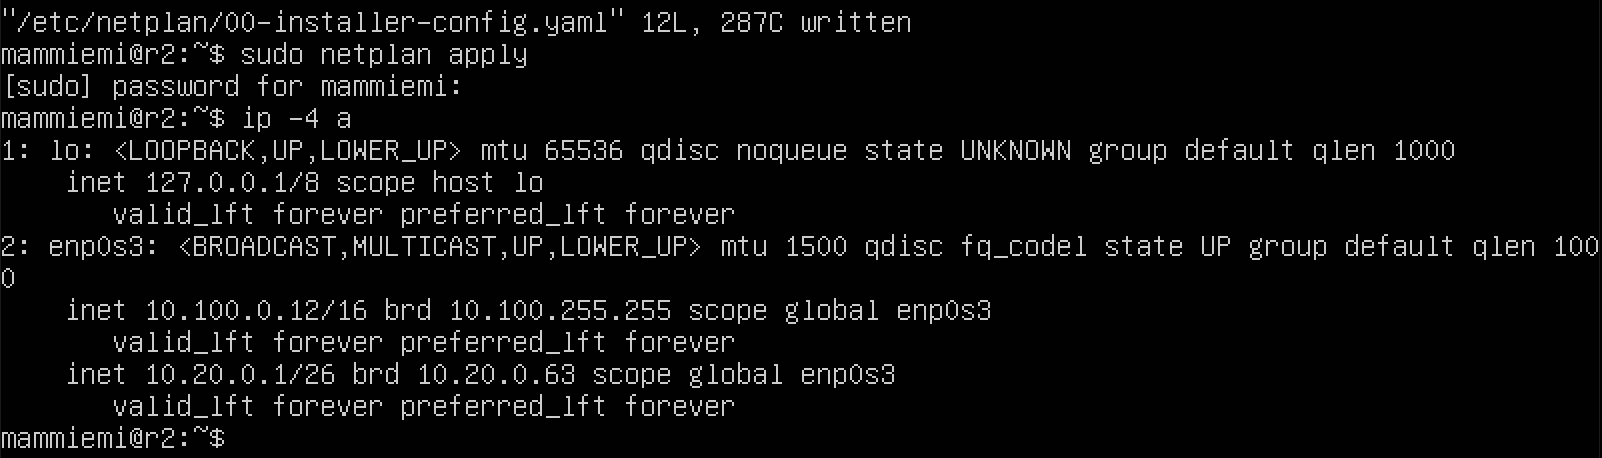 "/etc/netplan/00-installer-config.yaml" 12L, 287C written
mammiemi@r2:~$ sudo netplan apply
[sudo] password for mammiemi:
mammiemi@r2:~$ ip -4 a
1: lo: <LOOPBACK,UP,LOWER_UP> mtu 65536 qdisc noqueue state UNKNOWN group default qlen 1000
    inet 127.0.0.1/8 scope host lo
       valid_lft forever preferred_lft forever
2: enp0s3: <BROADCAST,MULTICAST,UP,LOWER_UP> mtu 1500 qdisc fq_codel state UP group default qlen 100
0
    inet 10.100.0.12/16 brd 10.100.255.255 scope global enp0s3
       valid_lft forever preferred_lft forever
    inet 10.20.0.1/26 brd 10.20.0.63 scope global enp0s3
       valid_lft forever preferred_lft forever
mammiemi@r2:~$